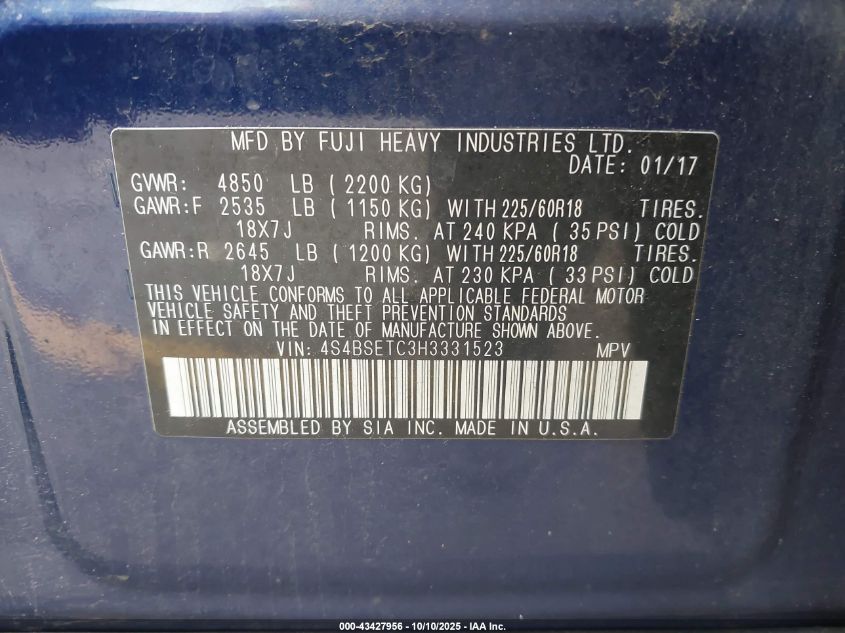 MFD BY FUJI HEAVY INDUSTRIES LTD.
DATE: 01/17
GVWR: 4850 LB ( 2200 KG)
GAWR:F 2535 LB ( 1150 KG) WITH 225/60R18 TIRES.
18X7J RIMS. AT 240 KPA ( 35 PSI) COLD
GAWR:R 2645 LB ( 1200 KG) WITH 225/60R18 TIRES.
18X7J RIMS. AT 230 KPA ( 33 PSI) COLD
THIS VEHICLE CONFORMS TO ALL APPLICABLE FEDERAL MOTOR
VEHICLE SAFETY AND THEFT PREVENTION STANDARDS
IN EFFECT ON THE DATE OF MANUFACTURE SHOWN ABOVE.
VIN: 4S4BSETC3H3331523 MPV
ASSEMBLED BY SIA INC. MADE IN U.S.A.
000-43427956 - 10/10/2025 - IAA Inc.